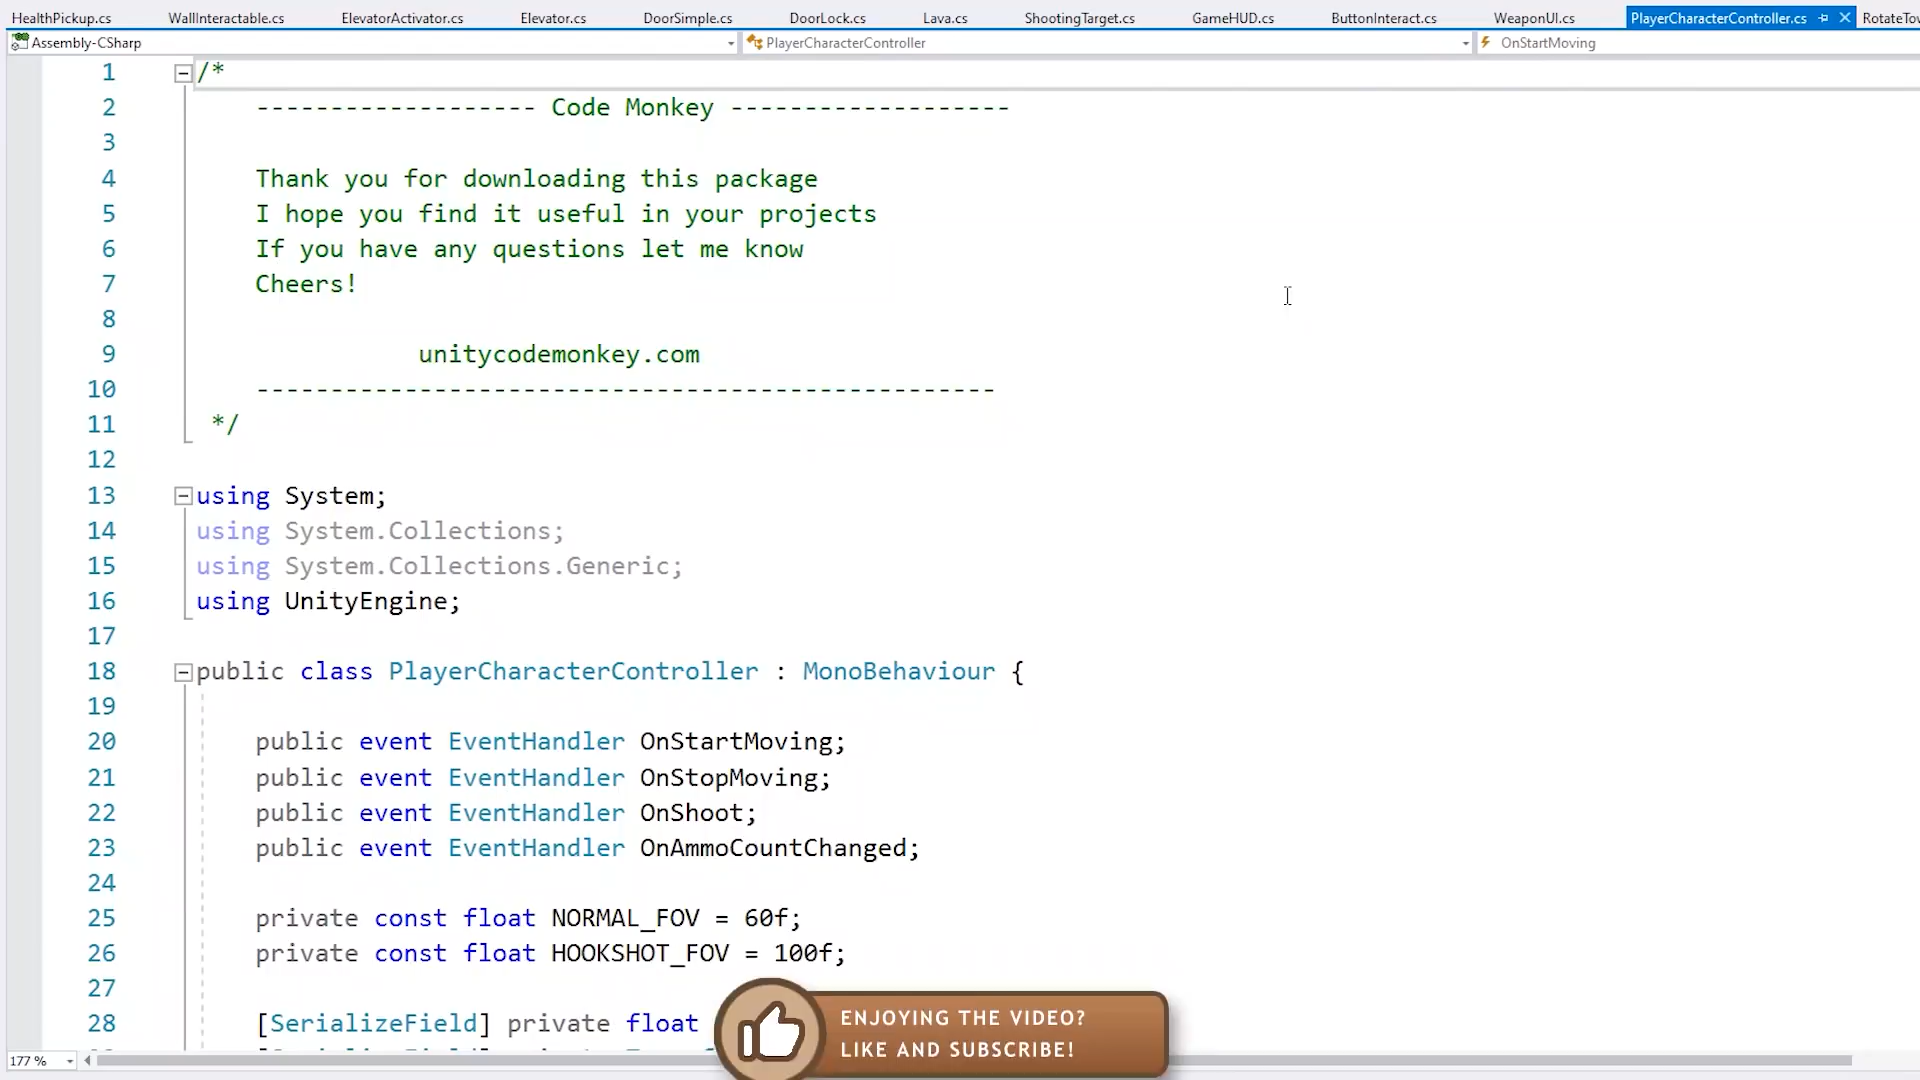 HealthPickup.cs WallInteractable.cs ElevatorActivator.cs Elevator.cs DoorSimple.cs DoorLock.cs Lava.cs ShootingTarget.cs GameHUD.cs ButtonInteract.cs WeaponUI.cs PlayerCharacterController.cs RotateTow
Assembly-CSharp PlayerCharacterController OnStartMoving
1 /*
2 ------------------- Code Monkey -------------------
3
4 Thank you for downloading this package
5 I hope you find it useful in your projects
6 If you have any questions let me know
7 Cheers!
8
9 unitycodemonkey.com
10 --------------------------------------------------
11 */
12
13 using System;
14 using System.Collections;
15 using System.Collections.Generic;
16 using UnityEngine;
17
18 public class PlayerCharacterController : MonoBehaviour {
19
20 public event EventHandler OnStartMoving;
21 public event EventHandler OnStopMoving;
22 public event EventHandler OnShoot;
23 public event EventHandler OnAmmoCountChanged;
24
25 private const float NORMAL_FOV = 60f;
26 private const float HOOKSHOT_FOV = 100f;
27
28 [SerializeField] private float
ENJOYING THE VIDEO?
LIKE AND SUBSCRIBE!
177 %